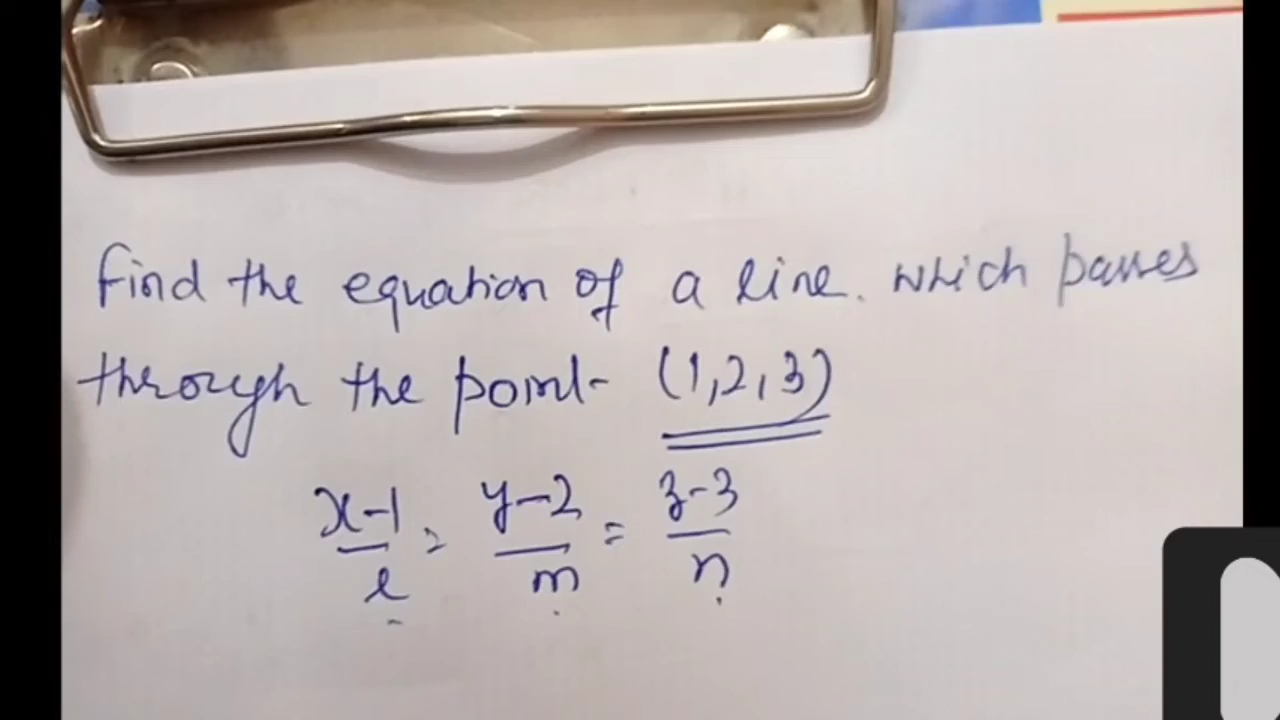 find the equation of a line. which passes
through the point- (1,2,3)
x-1/l = y-2/m = z-3/n